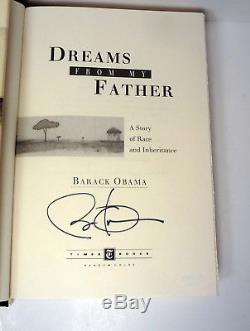 DREAMS
FROM MY
FATHER
A Story
of Race
and Inheritance
BARACK OBAMA
TIMES BOOKS
RANDOM HOUSE